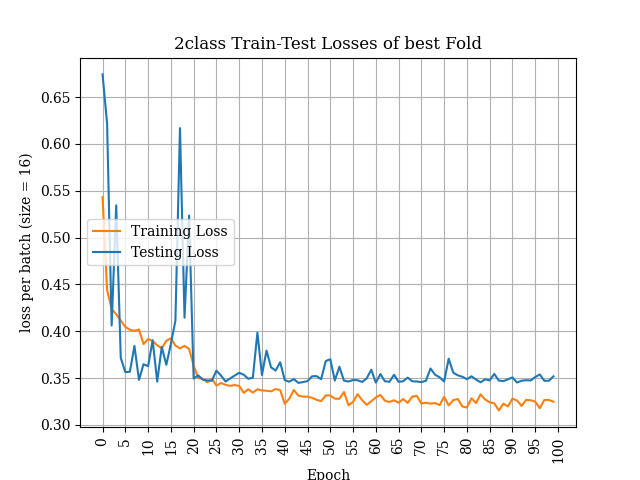 2class Train-Test Losses of best Fold
loss per batch (size = 16)
0.65
0.60
0.55
0.50
0.45
0.40
0.35
0.30
Training Loss
Testing Loss
0 5 10 15 20 25 30 35 40 45 50 55 60 65 70 75 80 85 90 95 100
Epoch